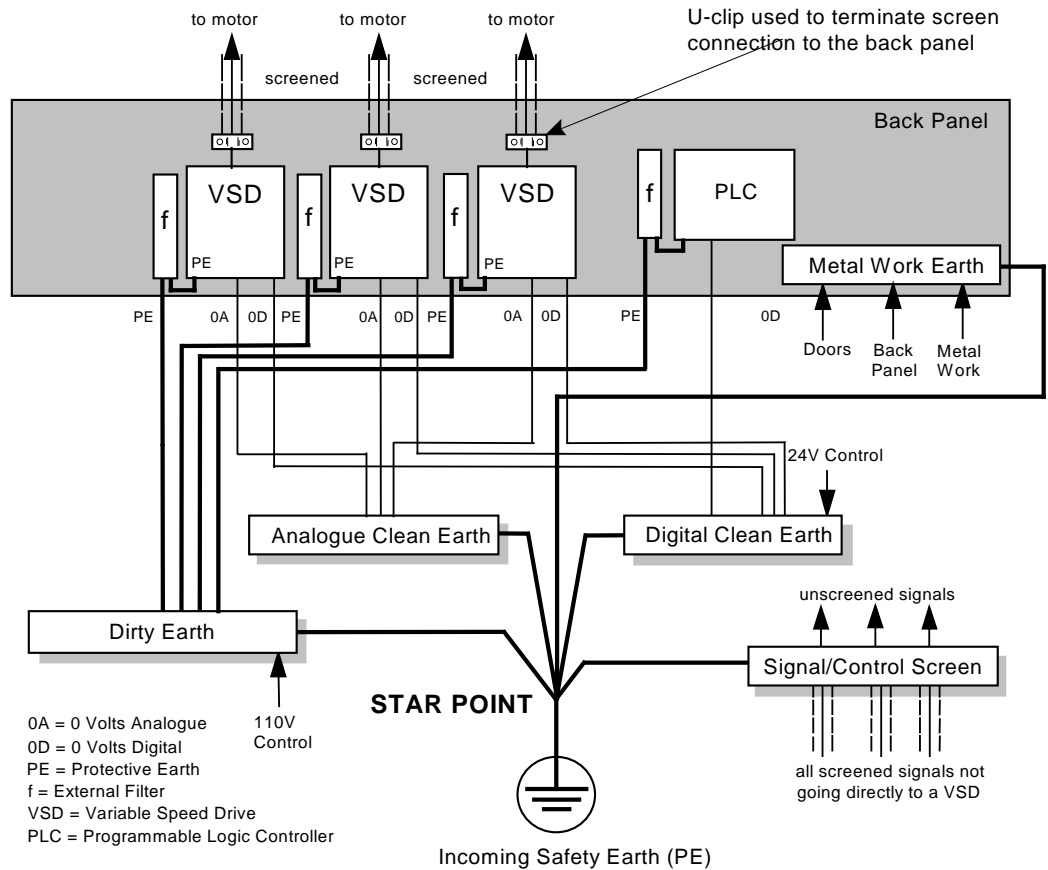 to motor
to motor
to motor
U-clip used to terminate screen
connection to the back panel
screened
screened
Back Panel
f
VSD
PE
f
VSD
PE
f
VSD
PE
f
PLC
Metal Work Earth
PE
0A
0D
PE
0A
0D
PE
0A
0D
PE
0D
Doors
Back
Panel
Metal
Work
24V Control
Analogue Clean Earth
Digital Clean Earth
unscreened signals
Dirty Earth
Signal/Control Screen
STAR POINT
110V
Control
0A = 0 Volts Analogue
0D = 0 Volts Digital
PE = Protective Earth
f = External Filter
VSD = Variable Speed Drive
PLC = Programmable Logic Controller
all screened signals not
going directly to a VSD
Incoming Safety Earth (PE)